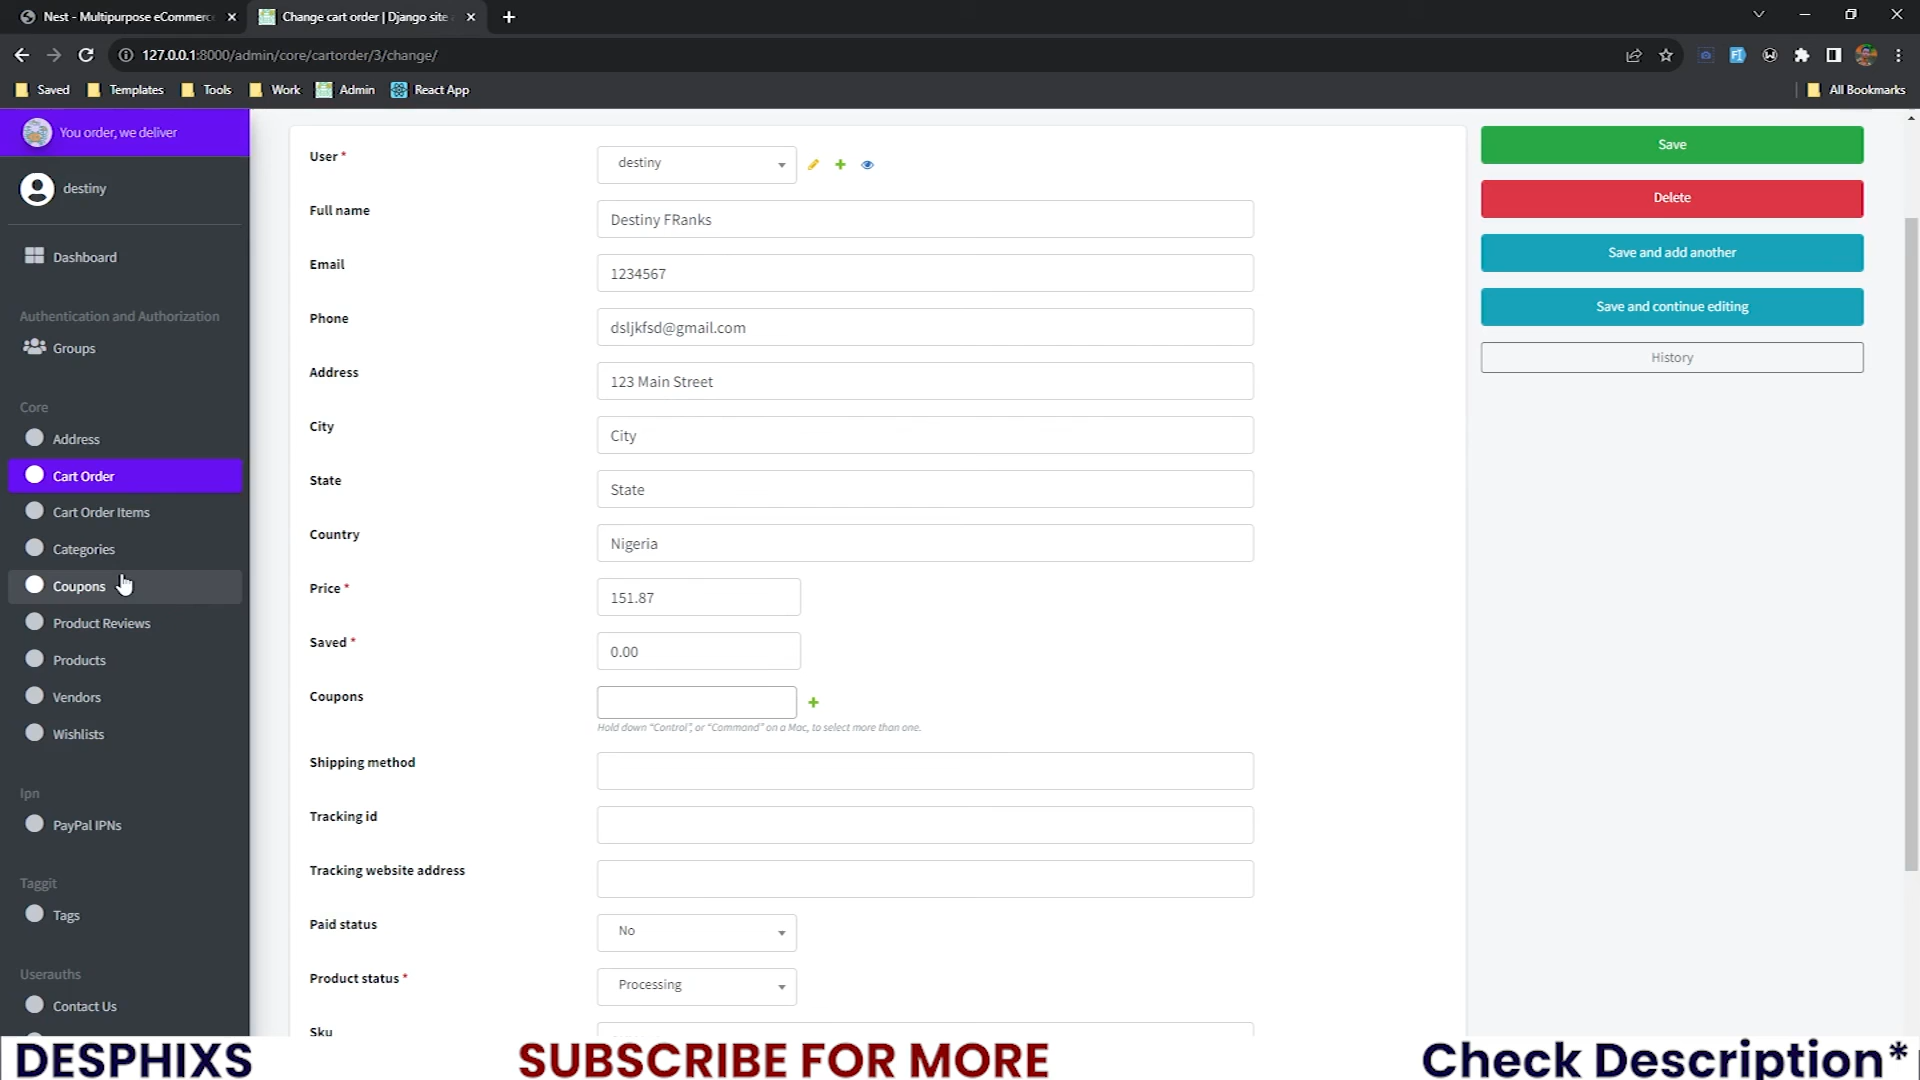 Nest - Multipurpose eCommerc
Change cart order | Django site
127.0.0.1:8000/admin/core/cartorder/3/change/
Saved
Templates
Tools
Work
Admin
React App
All Bookmarks
You order, we deliver
destiny
Dashboard
Authentication and Authorization
Groups
Core
Address
Cart Order
Cart Order Items
Categories
Coupons
Product Reviews
Products
Vendors
Wishlists
Ipn
PayPal IPNs
Taggit
Tags
Userauths
Contact Us
User *
destiny
Full name
Destiny FRanks
Email
1234567
Phone
dsljkfsd@gmail.com
Address
123 Main Street
City
City
State
State
Country
Nigeria
Price *
151.87
Saved *
0.00
Coupons
Hold down "Control", or "Command" on a Mac, to select more than one.
Shipping method
Tracking id
Tracking website address
Paid status
No
Product status *
Processing
Sku
Save
Delete
Save and add another
Save and continue editing
History
DESPHIXS
SUBSCRIBE FOR MORE
Check Description*